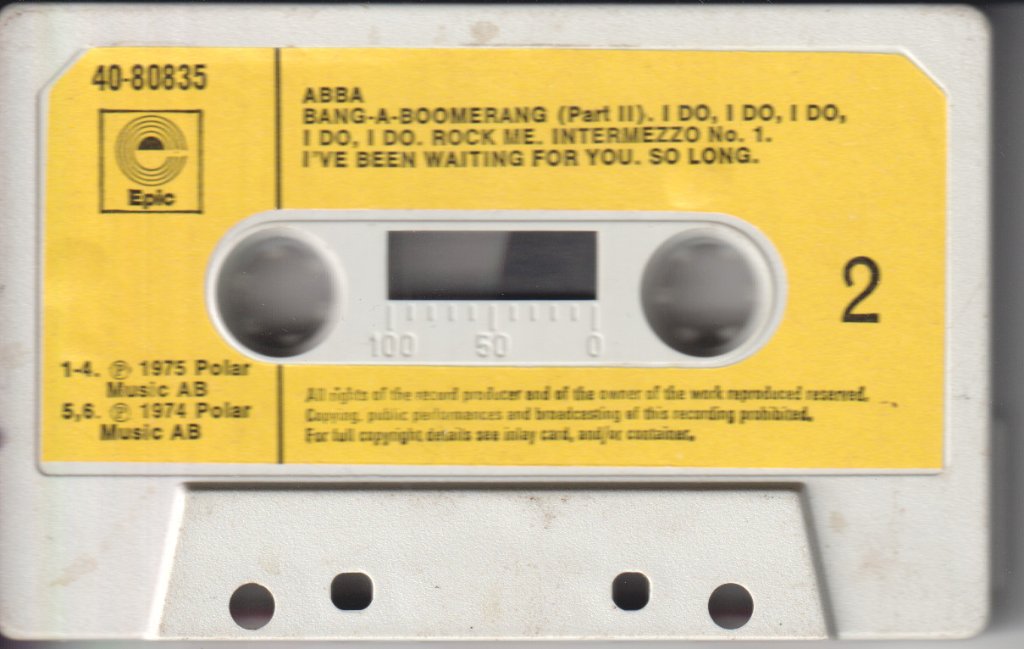 40-80835
Epic
ABBA
BANG-A-BOOMERANG (Part II). I DO, I DO, I DO,
I DO, I DO. ROCK ME. INTERMEZZO No. 1.
I'VE BEEN WAITING FOR YOU. SO LONG.
2
100 50 0
1-4. ℗ 1975 Polar
Music AB
5,6. ℗ 1974 Polar
Music AB
All rights of the record producer and of the owner of the work reproduced reserved.
Copying, public performances and broadcasting of this recording prohibited.
For full copyright details see inlay card, and/or container.